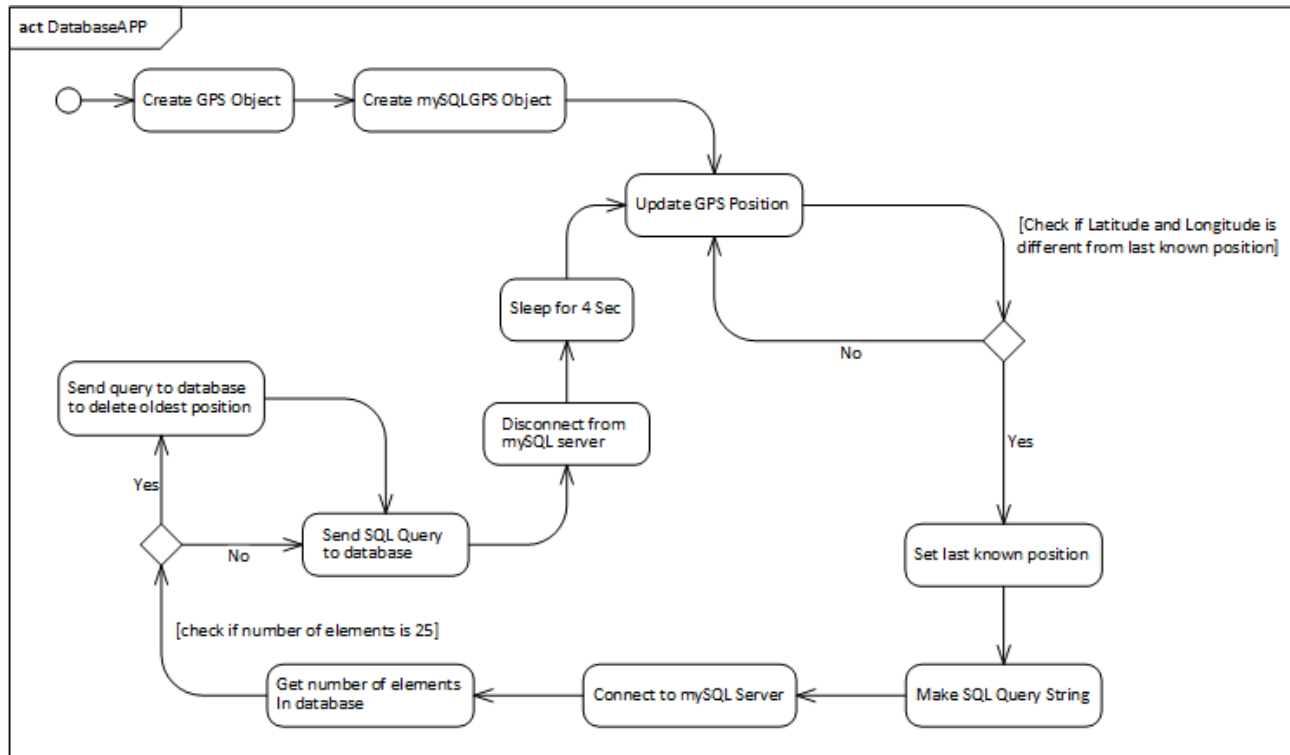 act DatabaseAPP
Create GPS Object
Create mySQLGPS Object
Update GPS Position
[Check if Latitude and Longitude is
different from last known position]
Sleep for 4 Sec
No
Send query to database
to delete oldest position
Disconnect from
mySQL server
Yes
Yes
Send SQL Query
to database
No
Set last known position
[check if number of elements is 25]
Get number of elements
In database
Connect to mySQL Server
Make SQL Query String